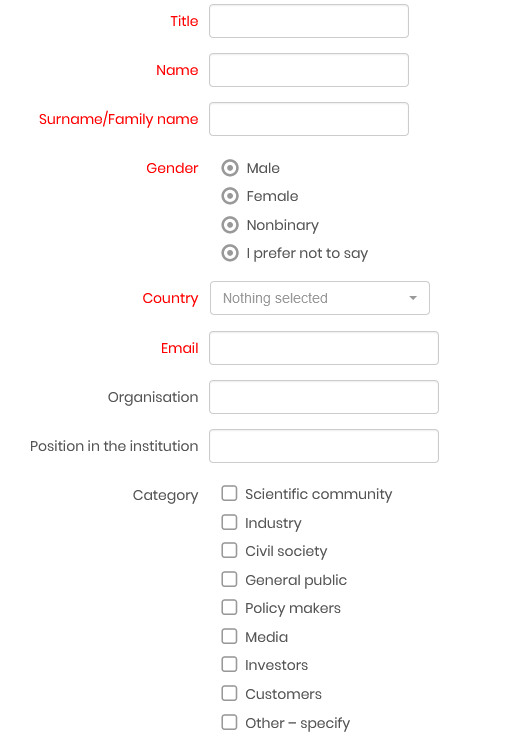 Title
Name
Surname/Family name
Gender
Male
Female
Nonbinary
I prefer not to say
Country
Nothing selected
Email
Organisation
Position in the institution
Category
Scientific community
Industry
Civil society
General public
Policy makers
Media
Investors
Customers
Other – specify